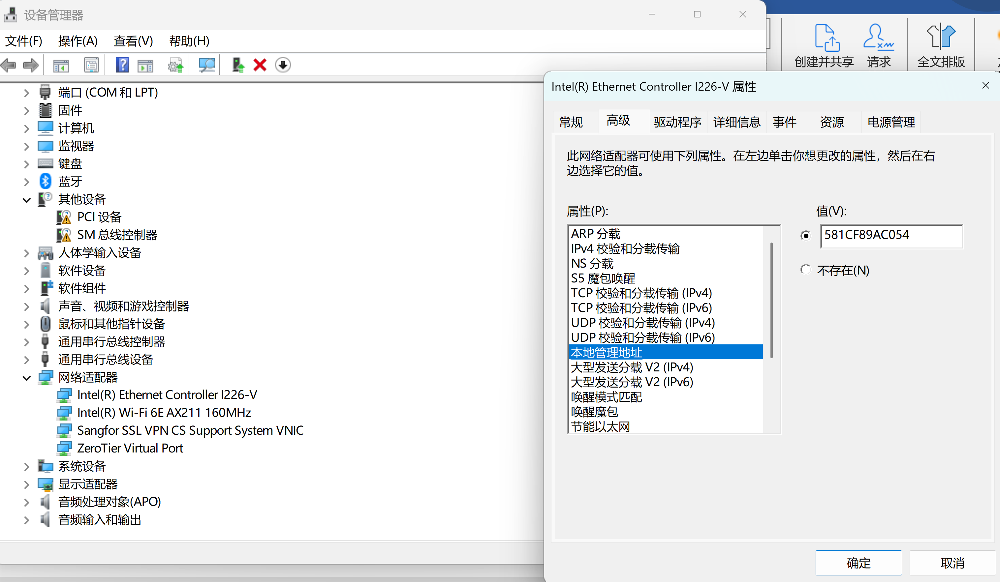 设备管理器
文件(F) 操作(A) 查看(V) 帮助(H)
创建并共享 请求 全文排版
端口 (COM 和 LPT)
固件
计算机
监视器
键盘
蓝牙
其他设备
PCI 设备
SM 总线控制器
人体学输入设备
软件设备
软件组件
声音、视频和游戏控制器
鼠标和其他指针设备
通用串行总线控制器
通用串行总线设备
网络适配器
Intel(R) Ethernet Controller I226-V
Intel(R) Wi-Fi 6E AX211 160MHz
Sangfor SSL VPN CS Support System VNIC
ZeroTier Virtual Port
系统设备
显示适配器
音频处理对象(APO)
音频输入和输出
Intel(R) Ethernet Controller I226-V 属性
常规 高级 驱动程序 详细信息 事件 资源 电源管理
此网络适配器可使用下列属性。在左边单击你想更改的属性，然后在右
边选择它的值。
属性(P):
ARP 分载
IPv4 校验和分载传输
NS 分载
S5 魔包唤醒
TCP 校验和分载传输 (IPv4)
TCP 校验和分载传输 (IPv6)
UDP 校验和分载传输 (IPv4)
UDP 校验和分载传输 (IPv6)
本地管理地址
大型发送分载 V2 (IPv4)
大型发送分载 V2 (IPv6)
唤醒模式匹配
唤醒魔包
节能以太网
值(V):
581CF89AC054
不存在(N)
确定 取消